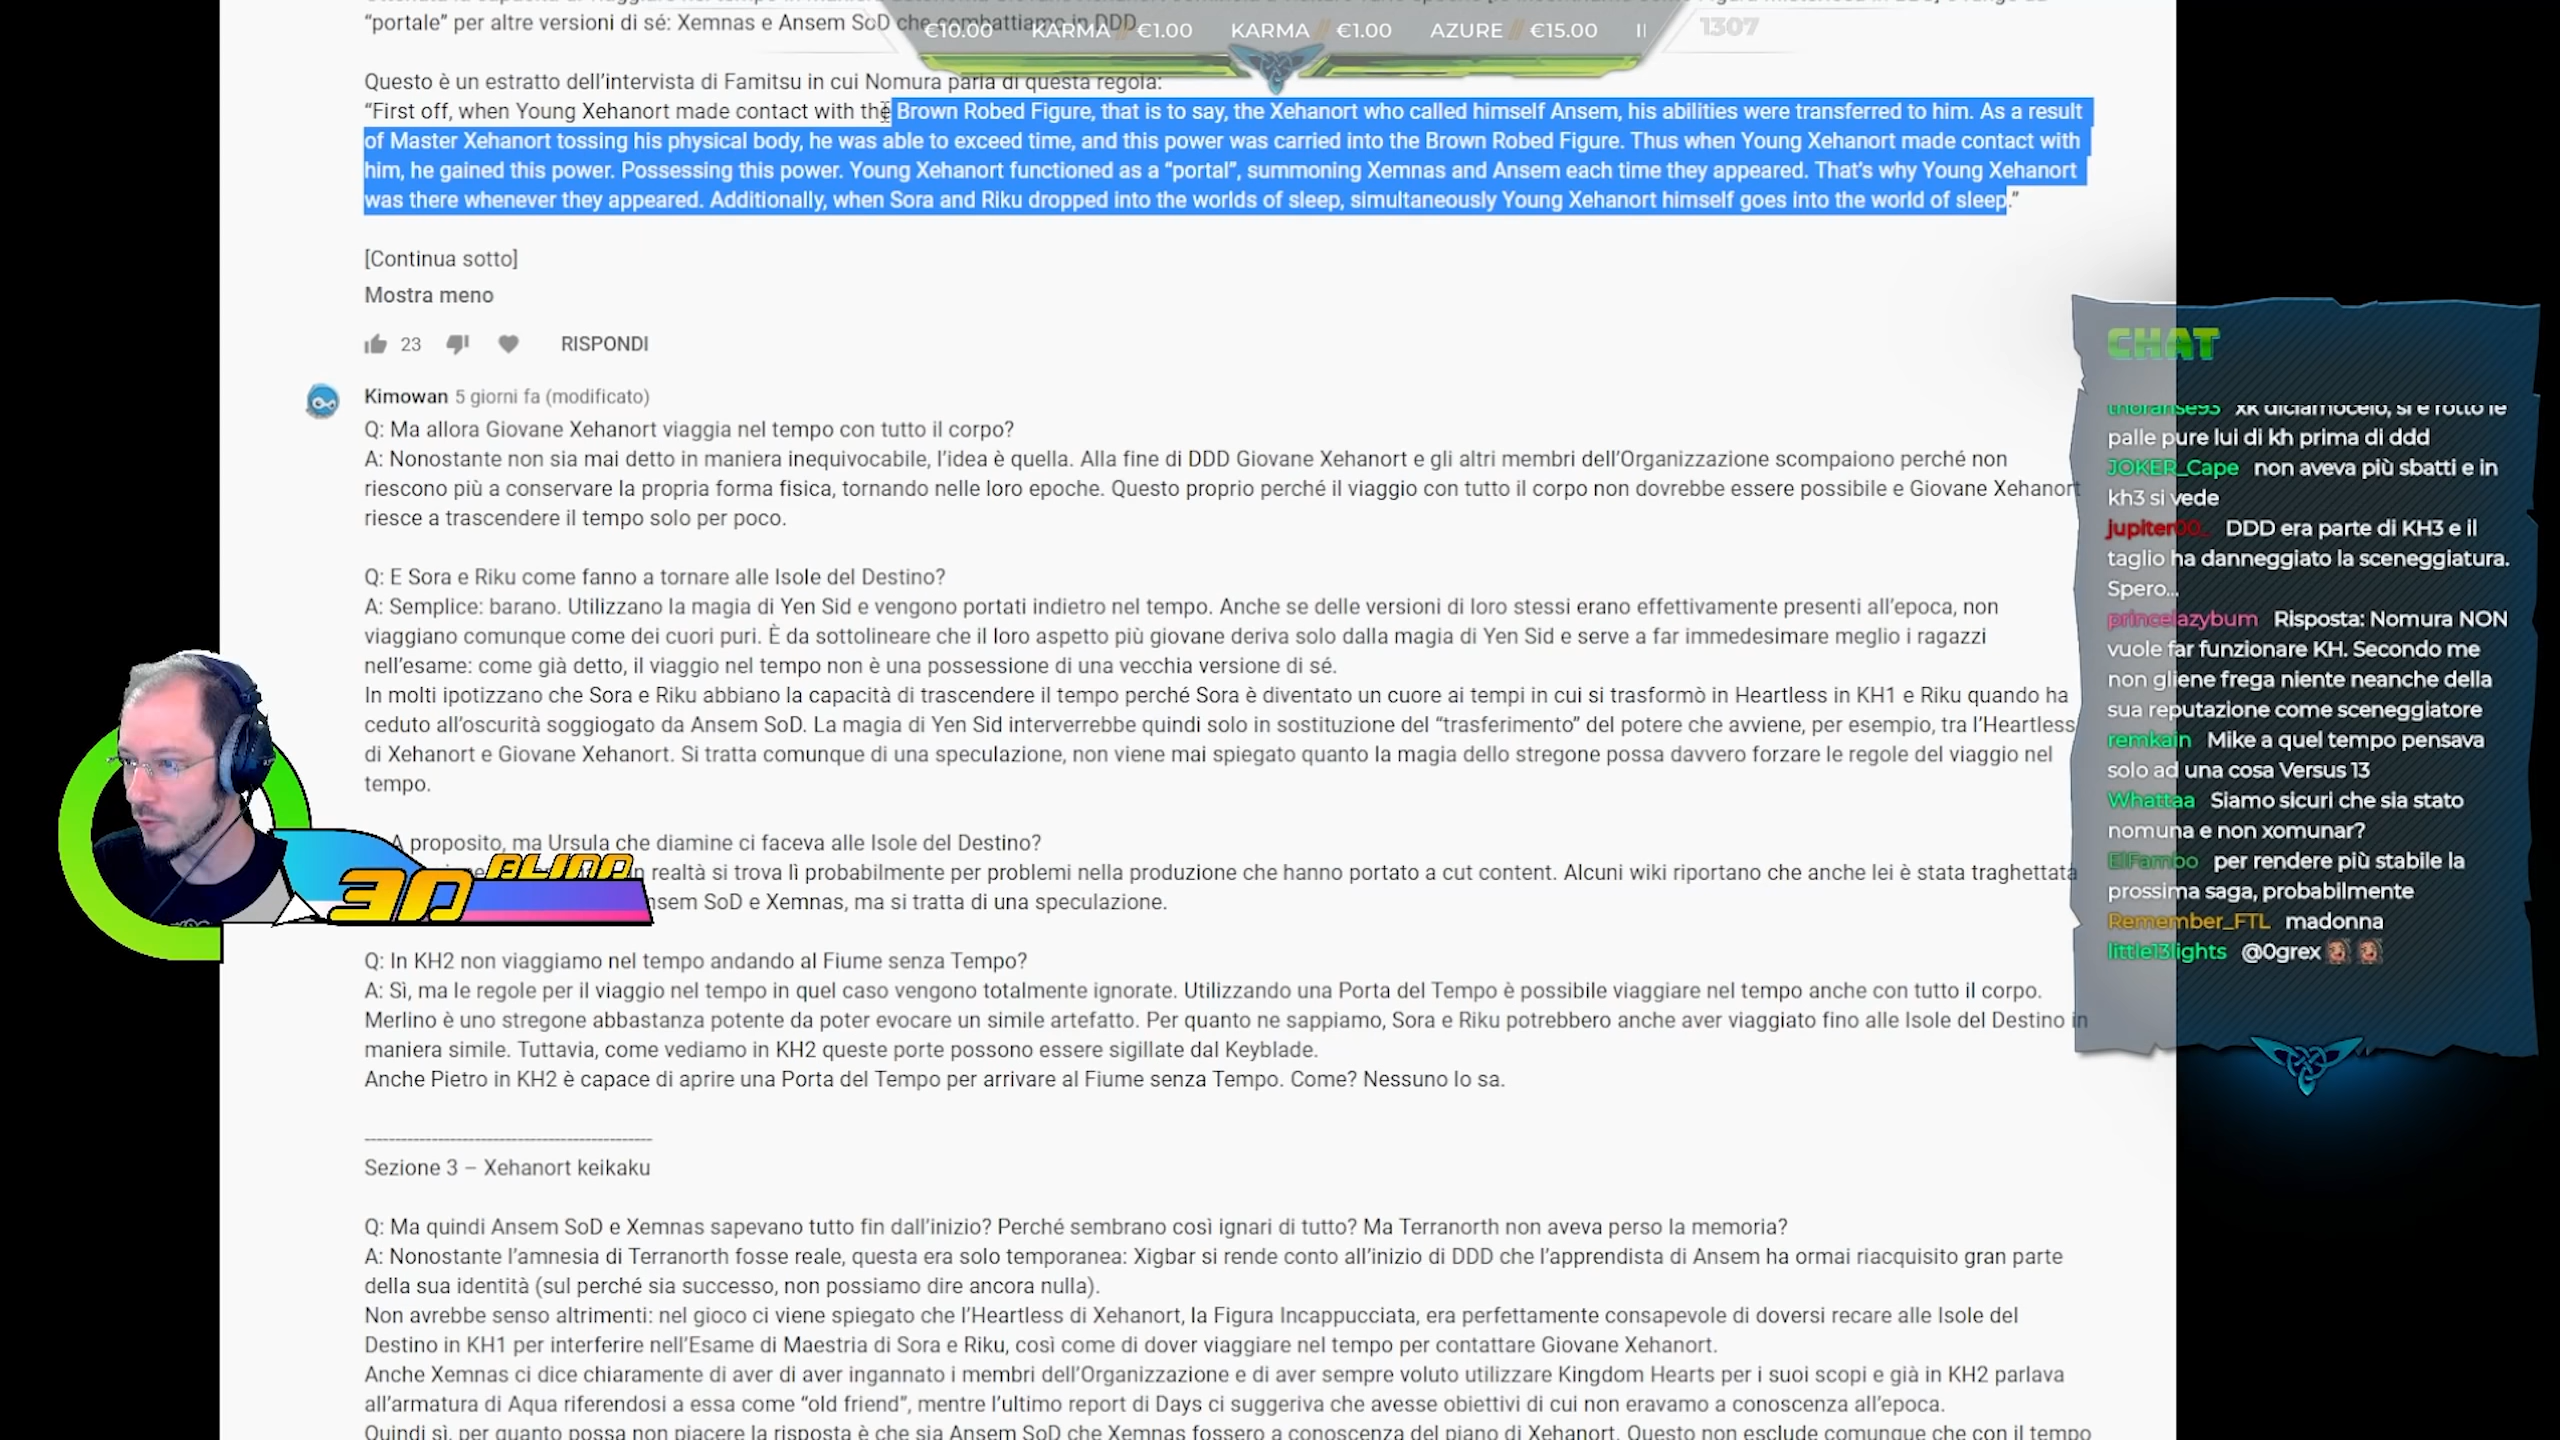 “portale” per altre versioni di sé: Xemnas e Ansem SoD che combattiamo in DDD.
€10.00 KARMA // €1.00 KARMA // €1.00 AZURE // €15.00
1307
Questo è un estratto dell’intervista di Famitsu in cui Nomura parla di questa regola:
“First off, when Young Xehanort made contact with the Brown Robed Figure, that is to say, the Xehanort who called himself Ansem, his abilities were transferred to him. As a result
of Master Xehanort tossing his physical body, he was able to exceed time, and this power was carried into the Brown Robed Figure. Thus when Young Xehanort made contact with
him, he gained this power. Possessing this power. Young Xehanort functioned as a “portal”, summoning Xemnas and Ansem each time they appeared. That’s why Young Xehanort
was there whenever they appeared. Additionally, when Sora and Riku dropped into the worlds of sleep, simultaneously Young Xehanort himself goes into the world of sleep.”
[Continua sotto]
Mostra meno
23 RISPONDI
Kimowan 5 giorni fa (modificato)
Q: Ma allora Giovane Xehanort viaggia nel tempo con tutto il corpo?
A: Nonostante non sia mai detto in maniera inequivocabile, l’idea è quella. Alla fine di DDD Giovane Xehanort e gli altri membri dell’Organizzazione scompaiono perché non
riescono più a conservare la propria forma fisica, tornando nelle loro epoche. Questo proprio perché il viaggio con tutto il corpo non dovrebbe essere possibile e Giovane Xehanort
riesce a trascendere il tempo solo per poco.
Q: E Sora e Riku come fanno a tornare alle Isole del Destino?
A: Semplice: barano. Utilizzano la magia di Yen Sid e vengono portati indietro nel tempo. Anche se delle versioni di loro stessi erano effettivamente presenti all’epoca, non
viaggiano comunque come dei cuori puri. È da sottolineare che il loro aspetto più giovane deriva solo dalla magia di Yen Sid e serve a far immedesimare meglio i ragazzi
nell’esame: come già detto, il viaggio nel tempo non è una possessione di una vecchia versione di sé.
In molti ipotizzano che Sora e Riku abbiano la capacità di trascendere il tempo perché Sora è diventato un cuore ai tempi in cui si trasformò in Heartless in KH1 e Riku quando ha
ceduto all’oscurità soggiogato da Ansem SoD. La magia di Yen Sid interverrebbe quindi solo in sostituzione del “trasferimento” del potere che avviene, per esempio, tra l’Heartless
di Xehanort e Giovane Xehanort. Si tratta comunque di una speculazione, non viene mai spiegato quanto la magia dello stregone possa davvero forzare le regole del viaggio nel
tempo.
A proposito, ma Ursula che diamine ci faceva alle Isole del Destino?
realtà si trova lì probabilmente per problemi nella produzione che hanno portato a cut content. Alcuni wiki riportano che anche lei è stata traghettata
SoD e Xemnas, ma si tratta di una speculazione.
Q: In KH2 non viaggiamo nel tempo andando al Fiume senza Tempo?
A: Sì, ma le regole per il viaggio nel tempo in quel caso vengono totalmente ignorate. Utilizzando una Porta del Tempo è possibile viaggiare nel tempo anche con tutto il corpo.
Merlino è uno stregone abbastanza potente da poter evocare un simile artefatto. Per quanto ne sappiamo, Sora e Riku potrebbero anche aver viaggiato fino alle Isole del Destino in
maniera simile. Tuttavia, come vediamo in KH2 queste porte possono essere sigillate dal Keyblade.
Anche Pietro in KH2 è capace di aprire una Porta del Tempo per arrivare al Fiume senza Tempo. Come? Nessuno lo sa.
------------------------------------------------
Sezione 3 – Xehanort keikaku
Q: Ma quindi Ansem SoD e Xemnas sapevano tutto fin dall’inizio? Perché sembrano così ignari di tutto? Ma Terranorth non aveva perso la memoria?
A: Nonostante l’amnesia di Terranorth fosse reale, questa era solo temporanea: Xigbar si rende conto all’inizio di DDD che l’apprendista di Ansem ha ormai riacquisito gran parte
della sua identità (sul perché sia successo, non possiamo dire ancora nulla).
Non avrebbe senso altrimenti: nel gioco ci viene spiegato che l’Heartless di Xehanort, la Figura Incappucciata, era perfettamente consapevole di doversi recare alle Isole del
Destino in KH1 per interferire nell’Esame di Maestria di Sora e Riku, così come di dover viaggiare nel tempo per contattare Giovane Xehanort.
Anche Xemnas ci dice chiaramente di aver di aver ingannato i membri dell’Organizzazione e di aver sempre voluto utilizzare Kingdom Hearts per i suoi scopi e già in KH2 parlava
all’armatura di Aqua riferendosi a essa come “old friend”, mentre l’ultimo report di Days ci suggeriva che avesse obiettivi di cui non eravamo a conoscenza all’epoca.
Quindi sì, per quanto possa non piacere la risposta è che sia Ansem SoD che Xemnas fossero a conoscenza del piano di Xehanort. Questo non esclude comunque che con il tempo
BLIND
3D
CHAT
thoranse93 xk diciamocelo, si è rotto le
palle pure lui di kh prima di ddd
JOKER_Cape non aveva più sbatti e in
kh3 si vede
jupiter00_ DDD era parte di KH3 e il
taglio ha danneggiato la sceneggiatura.
Spero...
princelazybum Risposta: Nomura NON
vuole far funzionare KH. Secondo me
non gliene frega niente neanche della
sua reputazione come sceneggiatore
remkain Mike a quel tempo pensava
solo ad una cosa Versus 13
Whattaa Siamo sicuri che sia stato
nomuna e non xomunar?
ElFambo per rendere più stabile la
prossima saga, probabilmente
Remember_FTL madonna
little13lights @0grex